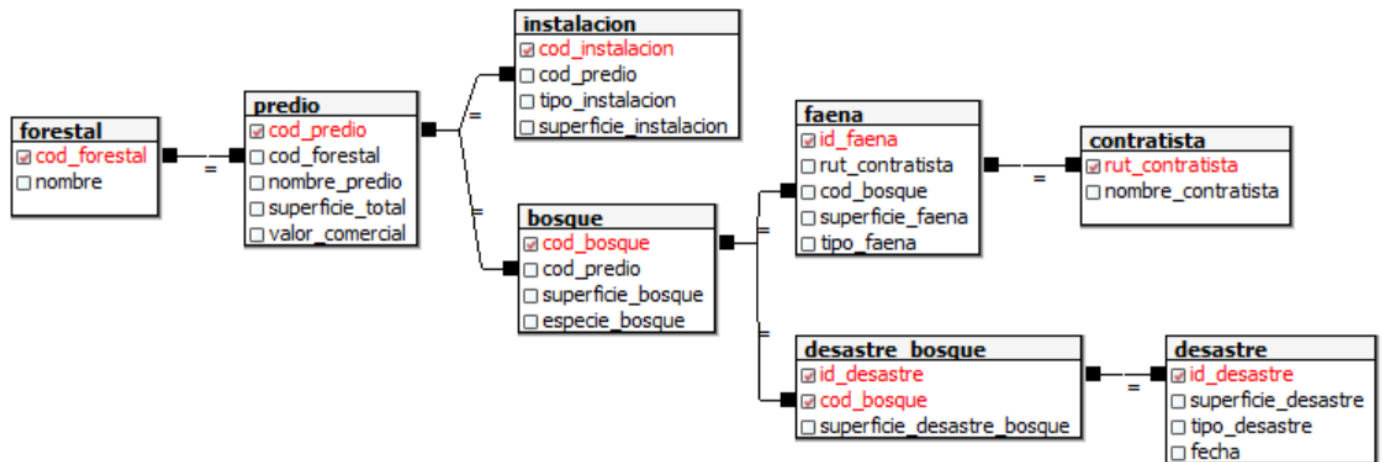 forestal
cod_forestal
nombre
predio
cod_predio
cod_forestal
nombre_predio
superficie_total
valor_comercial
instalacion
cod_instalacion
cod_predio
tipo_instalacion
superficie_instalacion
bosque
cod_bosque
cod_predio
superficie_bosque
especie_bosque
faena
id_faena
rut_contratista
cod_bosque
superficie_faena
tipo_faena
contratista
rut_contratista
nombre_contratista
desastre_bosque
id_desastre
cod_bosque
superficie_desastre_bosque
desastre
id_desastre
superficie_desastre
tipo_desastre
fecha
=
=
=
=
=
=
=